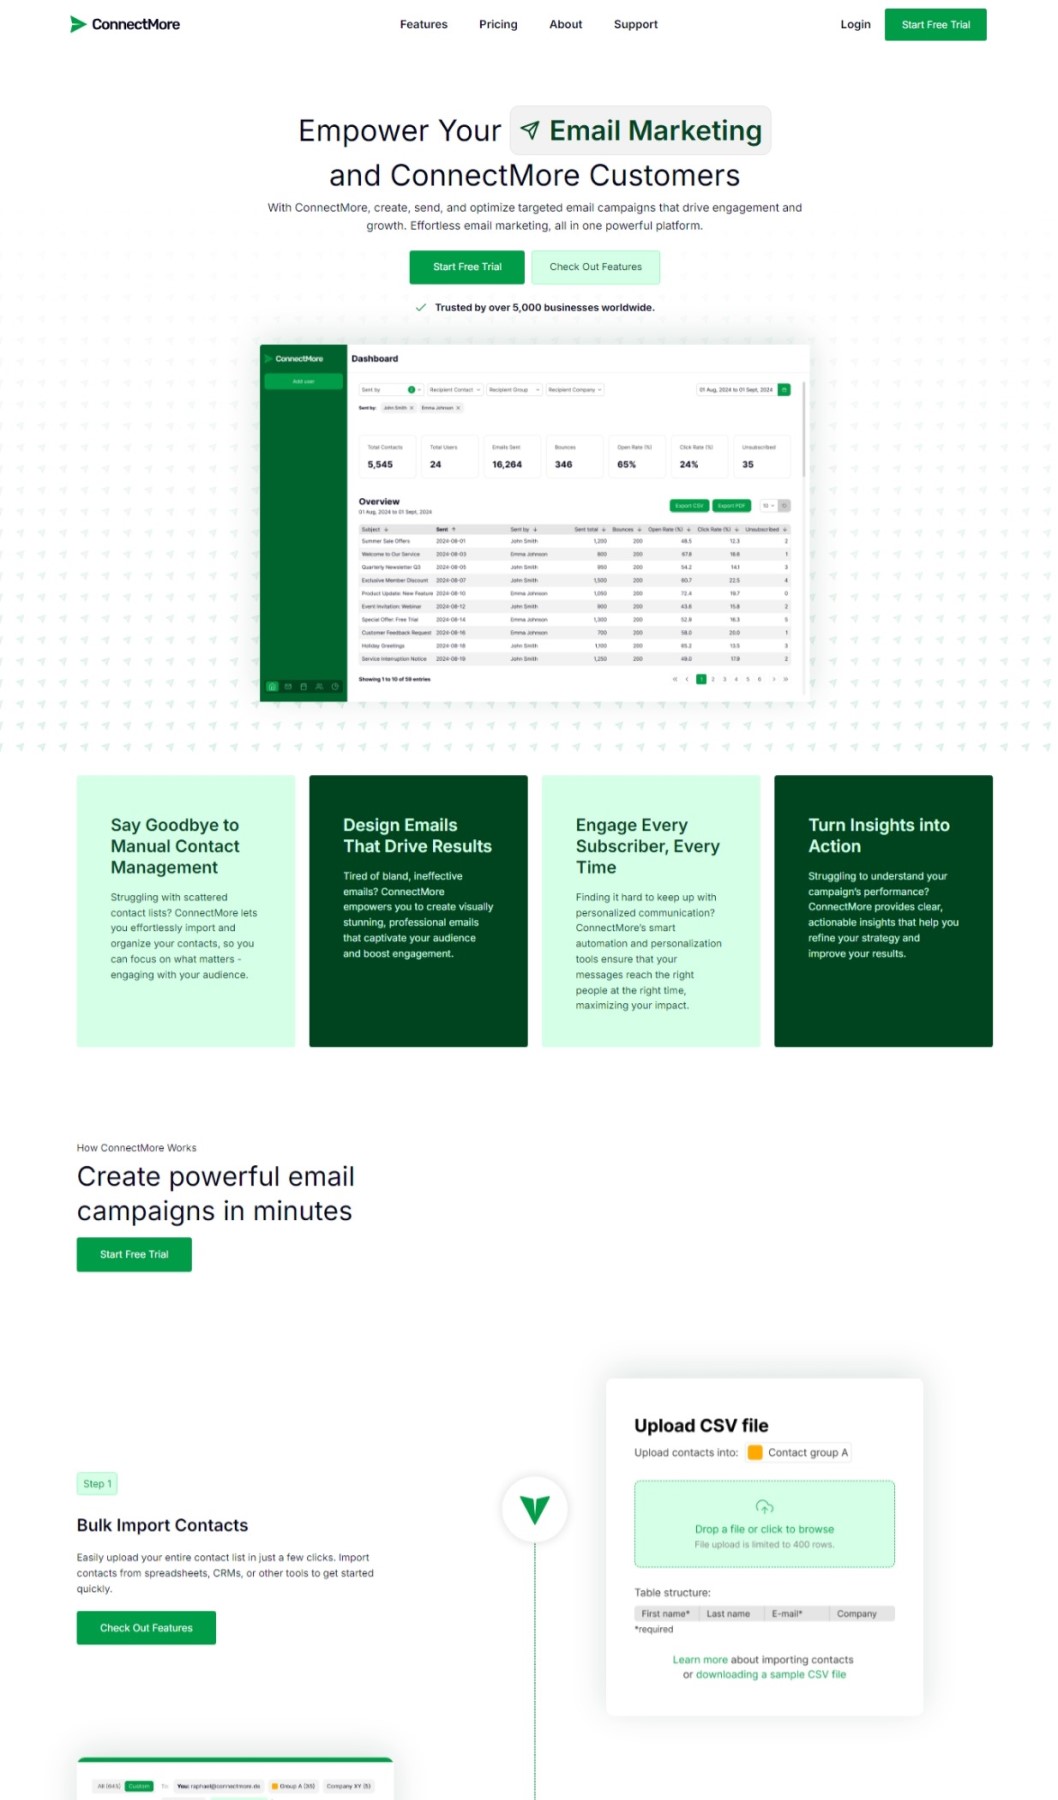 ConnectMore Features Pricing About Support Login Start Free Trial
Empower Your Email Marketing
and ConnectMore Customers
With ConnectMore, create, send, and optimize targeted email campaigns that drive engagement and
growth. Effortless email marketing, all in one powerful platform.
Start Free Trial Check Out Features
Trusted by over 5,000 businesses worldwide.
ConnectMore Dashboard
Add user
Sent by Recipient Contact Recipient Group Recipient Company 01 Aug, 2024 to 01 Sept, 2024
Sent by: John Smith Emma Johnson
Total Contacts Total Users Emails Sent Bounces Open Rate (%) Click Rate (%) Unsubscribed
5,545 24 16,264 346 65% 24% 35
Overview
01 Aug, 2024 to 01 Sept, 2024
Export CSV Export PDF 10
Subject Sent Sent by Sent total Bounces Open Rate (%) Click Rate (%) Unsubscribed
Summer Sale Offers 2024-08-01 John Smith 1,200 200 48.5 12.3 2
Welcome to Our Service 2024-08-03 Emma Johnson 800 200 67.8 18.6 1
Quarterly Newsletter Q3 2024-08-05 John Smith 950 200 54.2 14.1 3
Exclusive Member Discount 2024-08-07 John Smith 1,500 200 60.7 22.5 4
Product Update: New Feature 2024-08-10 Emma Johnson 1,050 200 72.4 19.7 0
Event Invitation: Webinar 2024-08-12 John Smith 900 200 43.6 15.8 2
Special Offer: Free Trial 2024-08-14 Emma Johnson 1,300 200 52.8 16.3 5
Customer Feedback Request 2024-08-16 Emma Johnson 700 200 58.0 20.0 1
Holiday Greetings 2024-08-18 John Smith 1,100 200 65.2 13.5 3
Service Interruption Notice 2024-08-19 John Smith 1,250 200 49.0 17.9 2
Showing 1 to 10 of 59 entries 1 2 3 4 5 6
Say Goodbye to
Manual Contact
Management
Struggling with scattered
contact lists? ConnectMore lets
you effortlessly import and
organize your contacts, so you
can focus on what matters -
engaging with your audience.
Design Emails
That Drive Results
Tired of bland, ineffective
emails? ConnectMore
empowers you to create visually
stunning, professional emails
that captivate your audience
and boost engagement.
Engage Every
Subscriber, Every
Time
Finding it hard to keep up with
personalized communication?
ConnectMore's smart
automation and personalization
tools ensure that your
messages reach the right
people at the right time,
maximizing your impact.
Turn Insights into
Action
Struggling to understand your
campaign's performance?
ConnectMore provides clear,
actionable insights that help you
refine your strategy and
improve your results.
How ConnectMore Works
Create powerful email
campaigns in minutes
Start Free Trial
Step 1
Bulk Import Contacts
Easily upload your entire contact list in just a few clicks. Import
contacts from spreadsheets, CRMs, or other tools to get started
quickly.
Check Out Features
Upload CSV file
Upload contacts into: Contact group A
Drop a file or click to browse
File upload is limited to 400 rows.
Table structure:
First name* Last name E-mail* Company
*required
Learn more about importing contacts
or downloading a sample CSV file
All (643) Custom To: You: raphael@connectmore.de Group A (30) Company XY (5)